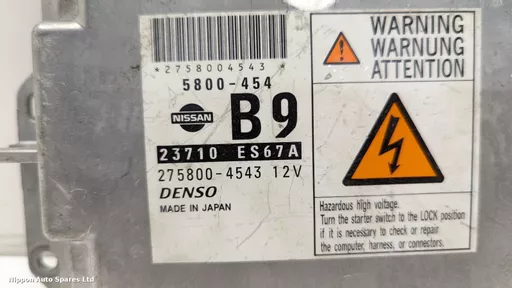 *2758004543*
5800-454
NISSAN
B9
23710 ES67A
275800-4543 12V
DENSO
MADE IN JAPAN
WARNING
WARNUNG
ATTENTION
Hazardous high voltage.
Turn the starter switch to the LOCK position
if it is necessary to check or repair
the computer, harness, or connectors.
Nippon Auto Spares Ltd